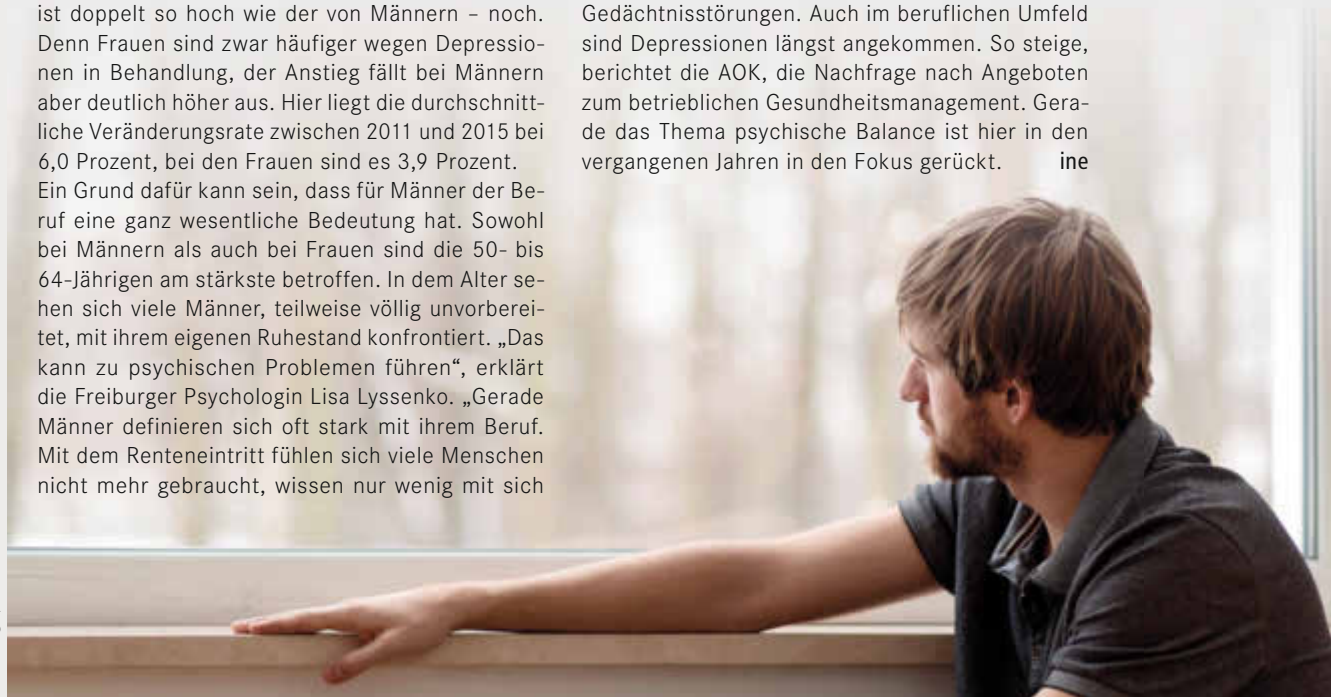 ist doppelt so hoch wie der von Männern – noch.
Denn Frauen sind zwar häufiger wegen Depressio-
nen in Behandlung, der Anstieg fällt bei Männern
aber deutlich höher aus. Hier liegt die durchschnitt-
liche Veränderungsrate zwischen 2011 und 2015 bei
6,0 Prozent, bei den Frauen sind es 3,9 Prozent.
Ein Grund dafür kann sein, dass für Männer der Be-
ruf eine ganz wesentliche Bedeutung hat. Sowohl
bei Männern als auch bei Frauen sind die 50- bis
64-Jährigen am stärkste betroffen. In dem Alter se-
hen sich viele Männer, teilweise völlig unvorberei-
tet, mit ihrem eigenen Ruhestand konfrontiert. „Das
kann zu psychischen Problemen führen“, erklärt
die Freiburger Psychologin Lisa Lyssenko. „Gerade
Männer definieren sich oft stark mit ihrem Beruf.
Mit dem Renteneintritt fühlen sich viele Menschen
nicht mehr gebraucht, wissen nur wenig mit sich
Gedächtnisstörungen. Auch im beruflichen Umfeld
sind Depressionen längst angekommen. So steige,
berichtet die AOK, die Nachfrage nach Angeboten
zum betrieblichen Gesundheitsmanagement. Gera-
de das Thema psychische Balance ist hier in den
vergangenen Jahren in den Fokus gerückt. ine